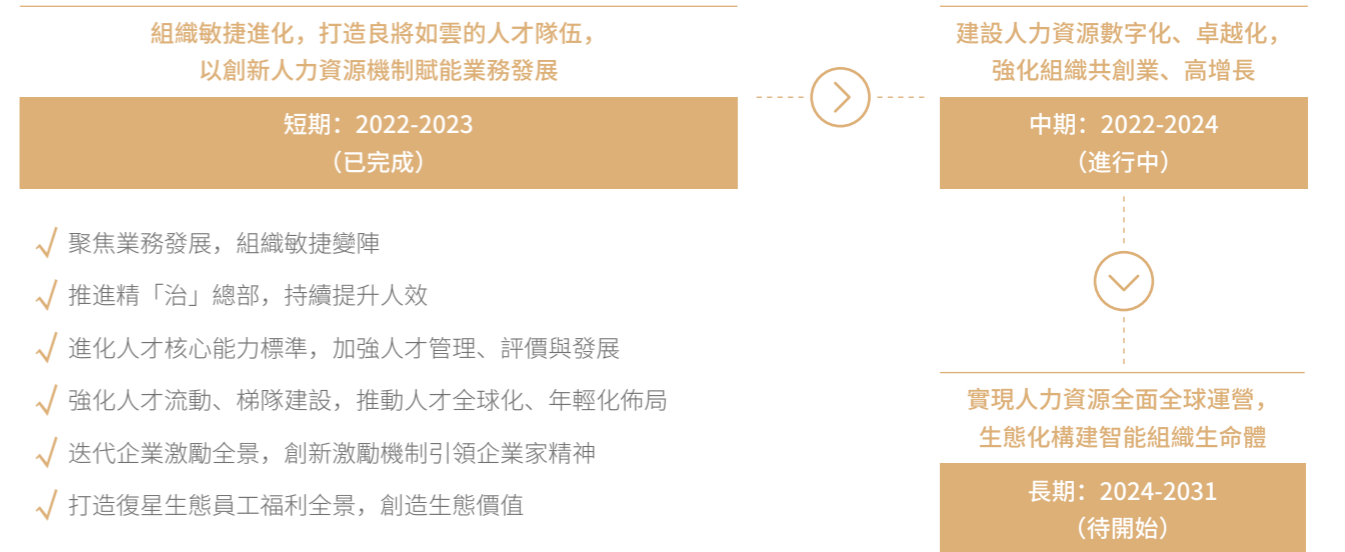 組織敏捷進化，打造良將如雲的人才隊伍，
以創新人力資源機制賦能業務發展
短期：2022-2023
（已完成）
聚焦業務發展，組織敏捷變陣
推進精「治」總部，持續提升人效
進化人才核心能力標準，加強人才管理、評價與發展
強化人才流動、梯隊建設，推動人才全球化、年輕化佈局
迭代企業激勵全景，創新激勵機制引領企業家精神
打造復星生態員工福利全景，創造生態價值
建設人力資源數字化、卓越化，
強化組織共創業、高增長
中期：2022-2024
（進行中）
實現人力資源全面全球運營，
生態化構建智能組織生命體
長期：2024-2031
（待開始）